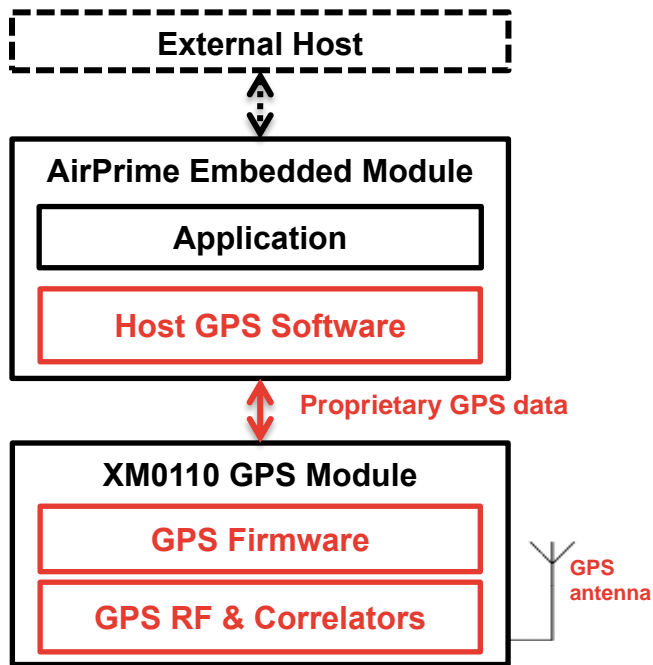 External Host
AirPrime Embedded Module
Application
Host GPS Software
Proprietary GPS data
XM0110 GPS Module
GPS Firmware
GPS RF & Correlators
GPS
antenna